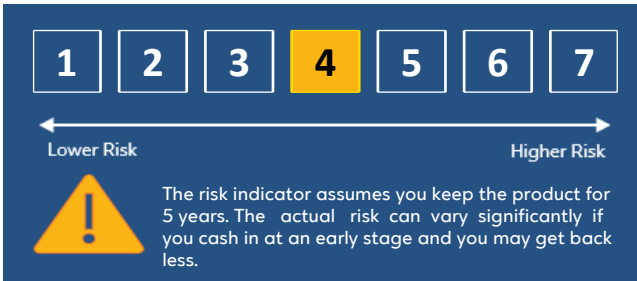 1 2 3 4 5 6 7
Lower Risk Higher Risk
The risk indicator assumes you keep the product for
5 years. The actual risk can vary significantly if
you cash in at an early stage and you may get back
less.